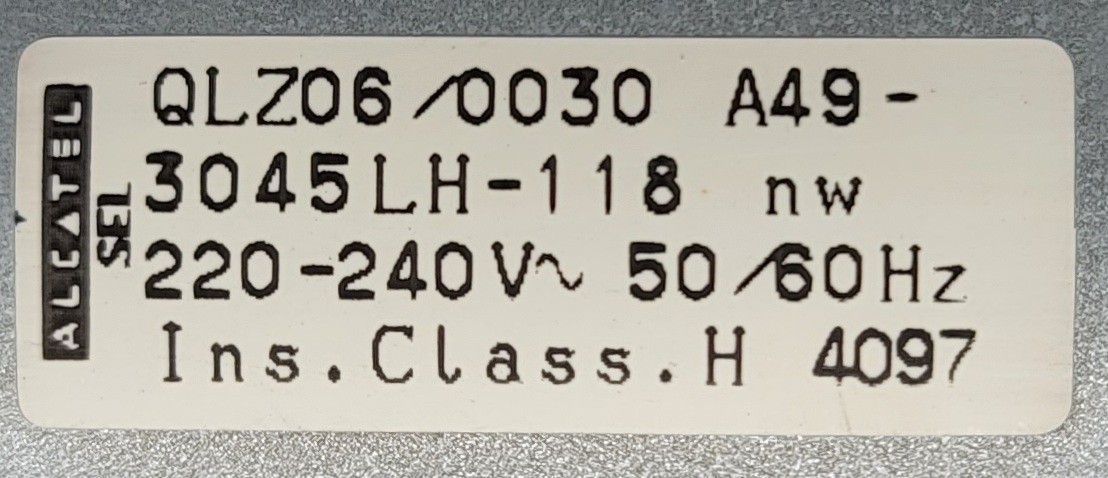 ALCATEL
SEL
QLZ06/0030 A49-
3045LH-118 nw
220-240V~ 50/60Hz
Ins.Class.H 4097